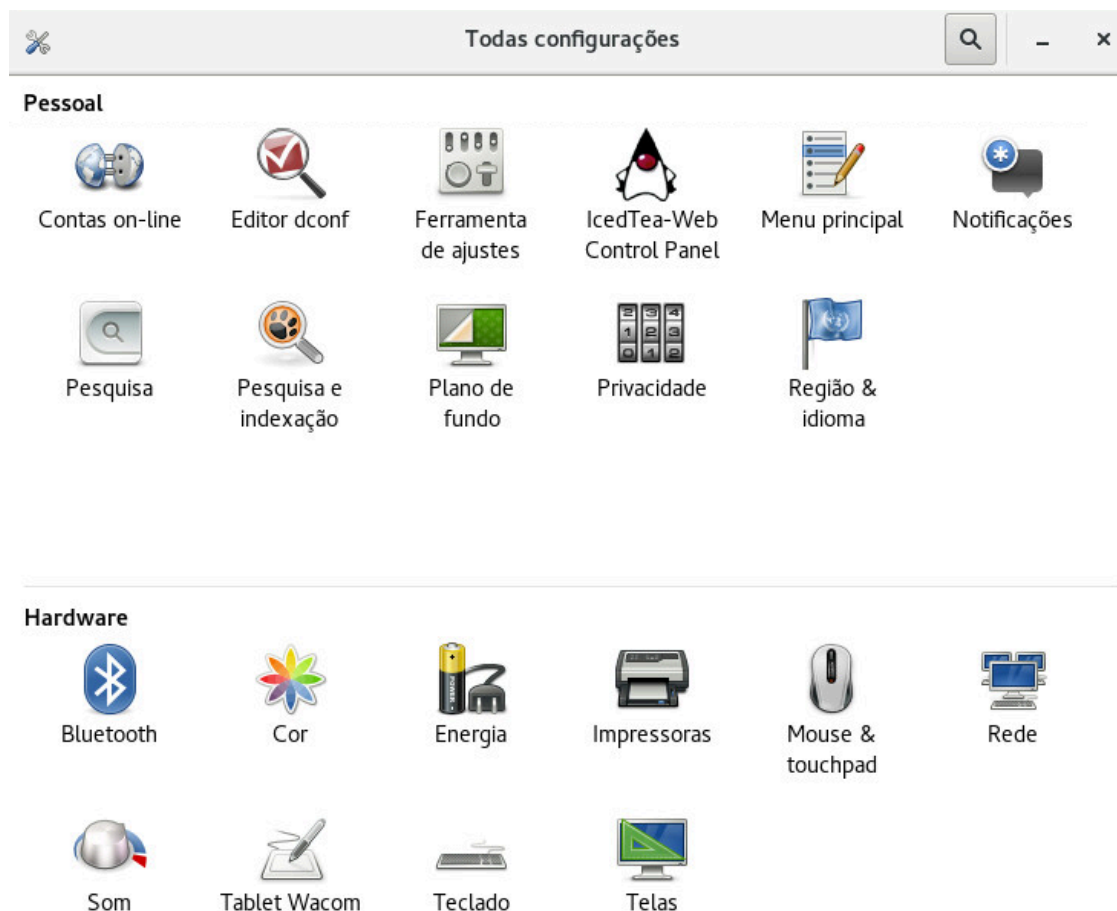 Todas configurações
Pessoal
Contas on-line
Editor dconf
Ferramenta
de ajustes
IcedTea-Web
Control Panel
Menu principal
Notificações
Pesquisa
Pesquisa e
indexação
Plano de
fundo
Privacidade
Região &
idioma
Hardware
Bluetooth
Cor
Energia
Impressoras
Mouse &
touchpad
Rede
Som
Tablet Wacom
Teclado
Telas